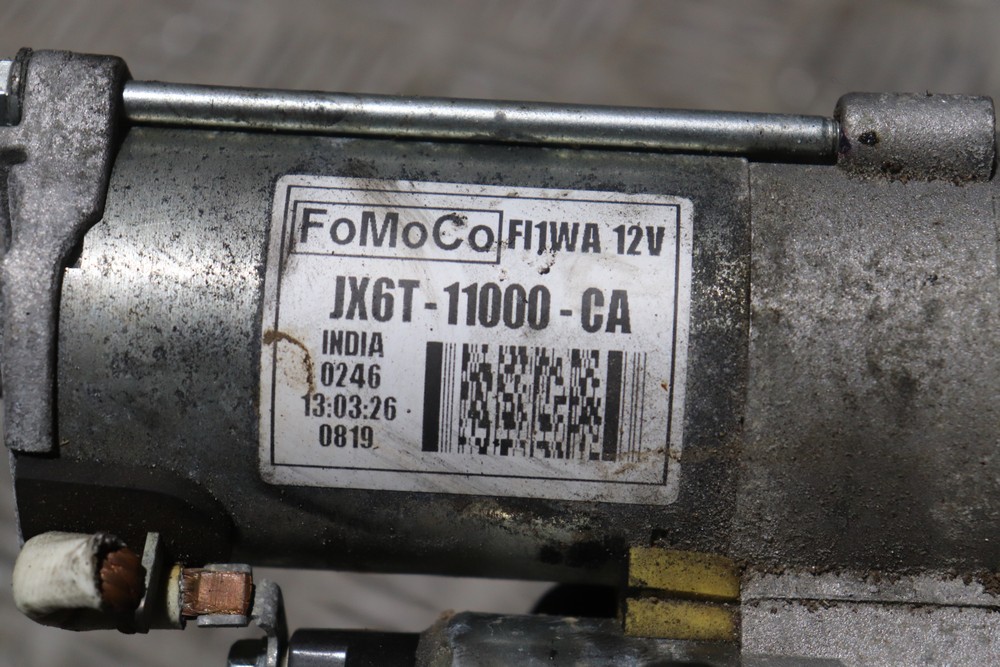 FoMoCo FI1WA 12V
JX6T-11000-CA
INDIA
0246
13:03:26
0819